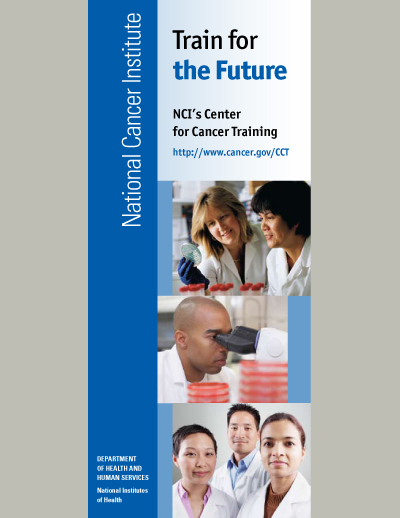 National Cancer Institute
Train for
the Future
NCI's Center
for Cancer Training
http://www.cancer.gov/CCT
DEPARTMENT
OF HEALTH AND
HUMAN SERVICES
National Institutes
of Health